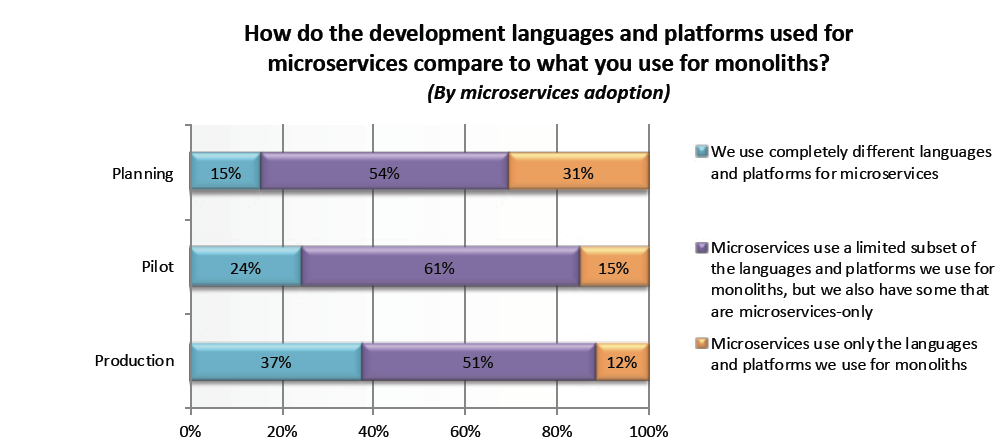 How do the development languages and platforms used for
microservices compare to what you use for monoliths?
(By microservices adoption)
Planning
15%
54%
31%
Pilot
24%
61%
15%
Production
37%
51%
12%
0%
20%
40%
60%
80%
100%
We use completely different languages
and platforms for microservices
Microservices use a limited subset of
the languages and platforms we use for
monoliths, but we also have some that
are microservices-only
Microservices use only the languages
and platforms we use for monoliths